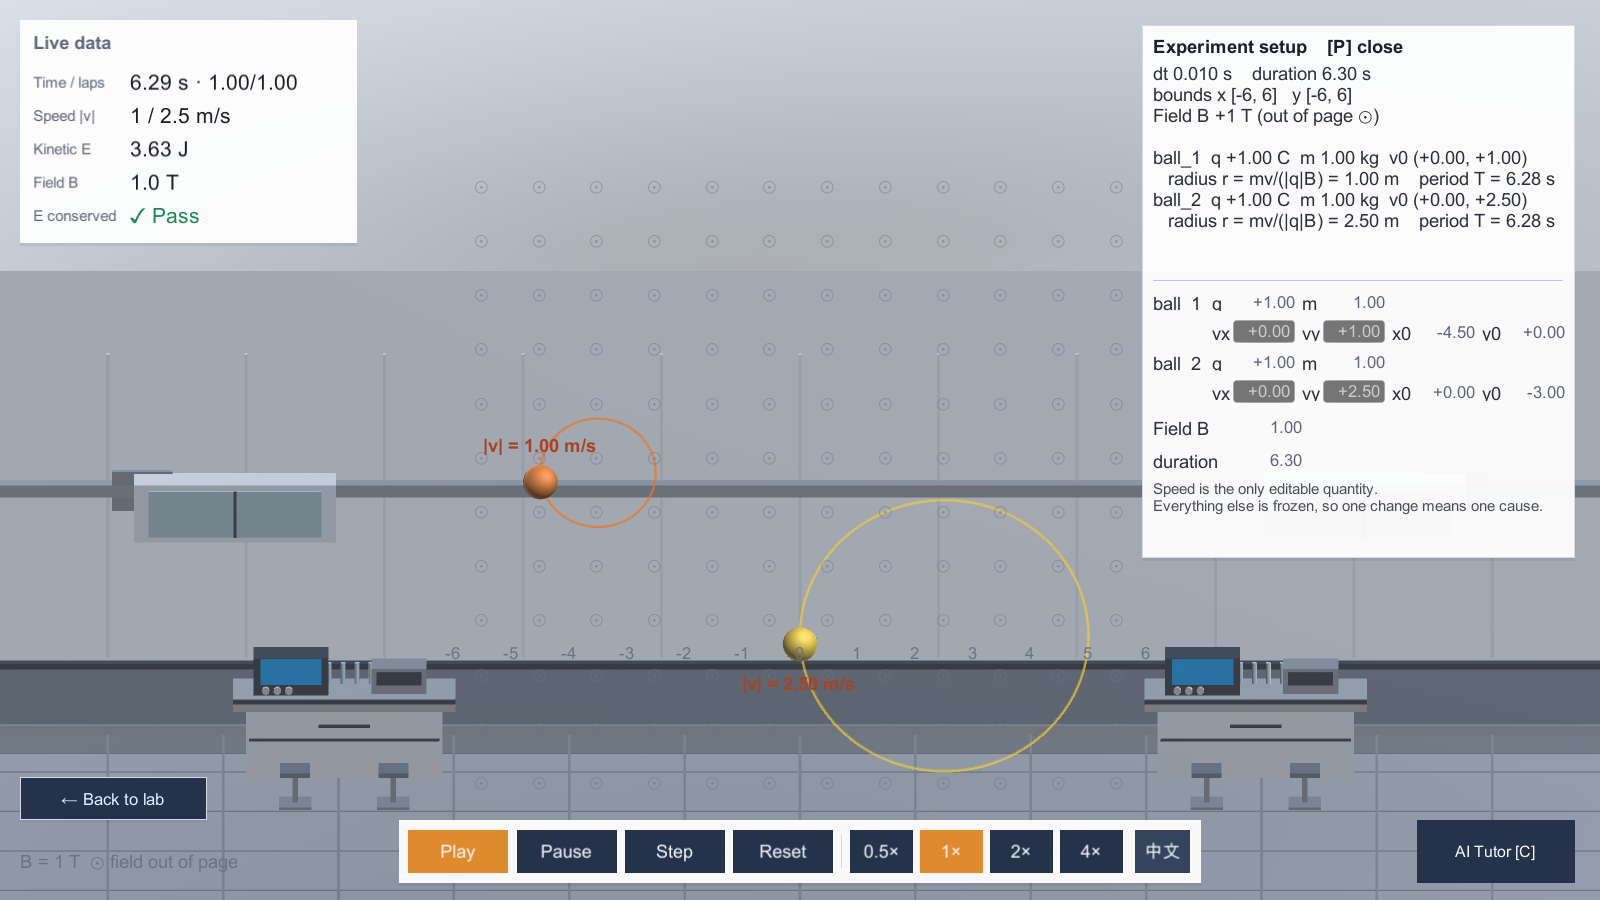 Live data
Time / laps 6.29 s · 1.00/1.00
Speed |v| 1 / 2.5 m/s
Kinetic E 3.63 J
Field B 1.0 T
E conserved ✓ Pass
Experiment setup [P] close
dt 0.010 s duration 6.30 s
bounds x [-6, 6] y [-6, 6]
Field B +1 T (out of page ⊙)
ball_1 q +1.00 C m 1.00 kg v0 (+0.00, +1.00)
radius r = mv/(|q|B) = 1.00 m period T = 6.28 s
ball_2 q +1.00 C m 1.00 kg v0 (+0.00, +2.50)
radius r = mv/(|q|B) = 2.50 m period T = 6.28 s
ball 1 q +1.00 m 1.00
vx +0.00 vy +1.00 x0 -4.50 y0 +0.00
ball 2 q +1.00 m 1.00
vx +0.00 vy +2.50 x0 +0.00 y0 -3.00
Field B 1.00
duration 6.30
Speed is the only editable quantity.
Everything else is frozen, so one change means one cause.
|v| = 1.00 m/s
-6 -5 -4 -3 -2 -1 0 1 2 3 4 5 6
|v| = 2.50 m/s
← Back to lab
B = 1 T ⊙ field out of page
Play Pause Step Reset 0.5× 1× 2× 4× 中文
AI Tutor [C]